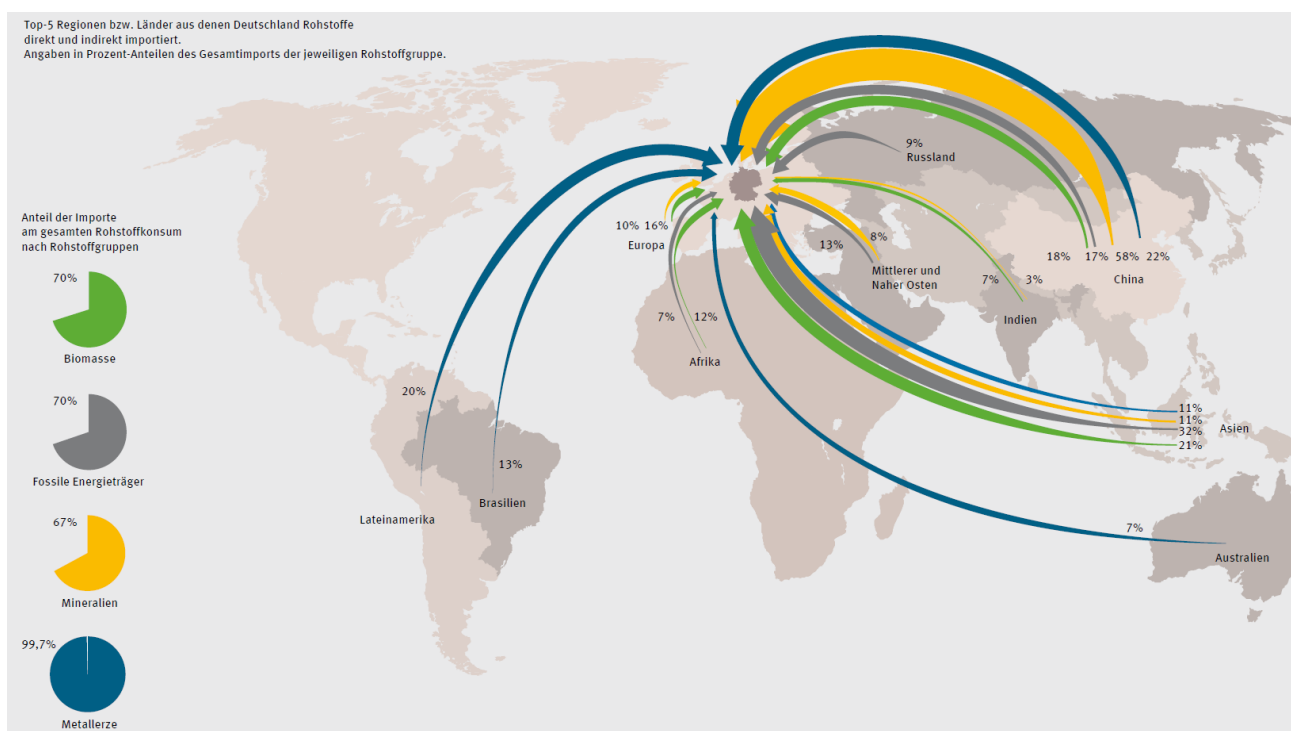 Top-5 Regionen bzw. Länder aus denen Deutschland Rohstoffe
direkt und indirekt importiert.
Angaben in Prozent-Anteilen des Gesamtimports der jeweiligen Rohstoffgruppe.
9%
Russland
Anteil der Importe
am gesamten Rohstoffkonsum
nach Rohstoffgruppen
10% 16%
Europa
13%
8%
Mittlerer und
Naher Osten
18% 17% 58% 22%
China
7% 3%
Indien
70%
Biomasse
7% 12%
Afrika
20%
Lateinamerika
13%
Brasilien
11%
11%
32%
21%
Asien
70%
Fossile Energieträger
7%
Australien
67%
Mineralien
99,7%
Metallerze